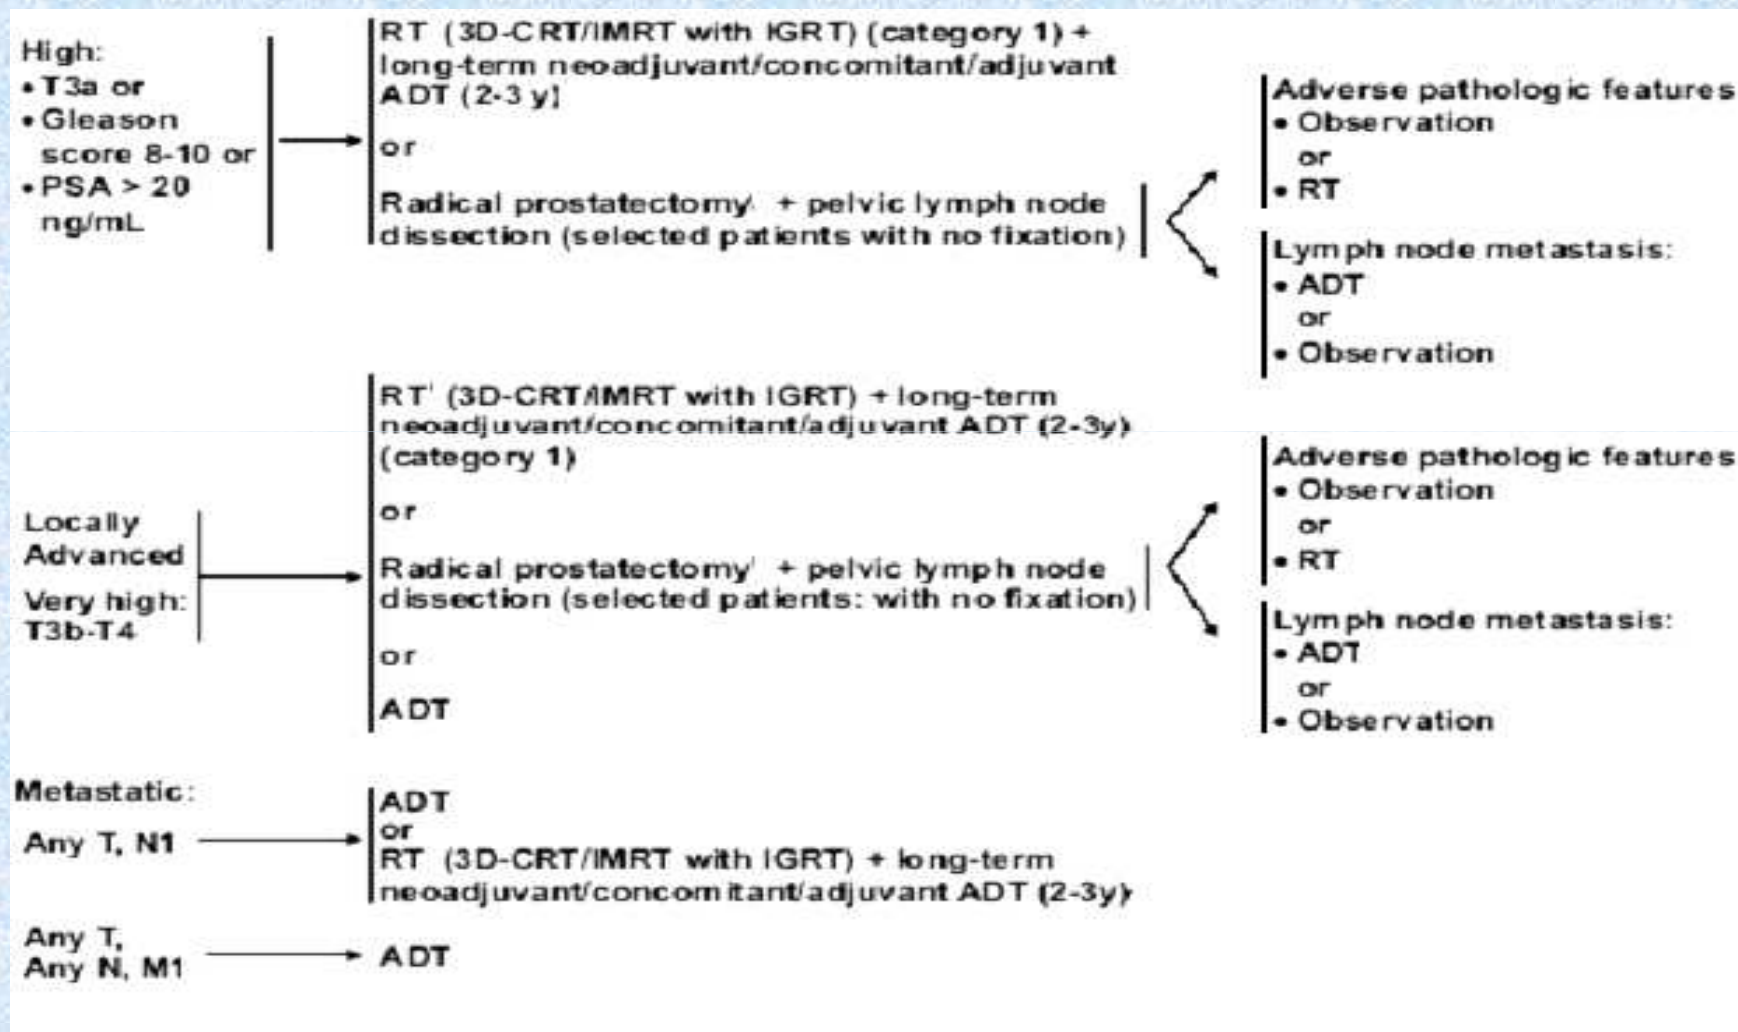 High:
• T3a or
• Gleason
score 8-10 or
• PSA > 20
ng/mL
RT (3D-CRT/IMRT with IGRT) (category 1) +
long-term neoadjuvant/concomitant/adjuvant
ADT (2-3 y)
or
Radical prostatectomy + pelvic lymph node
dissection (selected patients with no fixation)
Adverse pathologic features
• Observation
or
• RT
Lymph node metastasis:
• ADT
or
• Observation
Locally
Advanced
Very high:
T3b-T4
RT (3D-CRT/IMRT with IGRT) + long-term
neoadjuvant/concomitant/adjuvant ADT (2-3y)
(category 1)
or
Radical prostatectomy + pelvic lymph node
dissection (selected patients: with no fixation)
or
ADT
Adverse pathologic features
• Observation
or
• RT
Lymph node metastasis:
• ADT
or
• Observation
Metastatic:
Any T, N1
ADT
or
RT (3D-CRT/IMRT with IGRT) + long-term
neoadjuvant/concomitant/adjuvant ADT (2-3y)
Any T,
Any N, M1
ADT